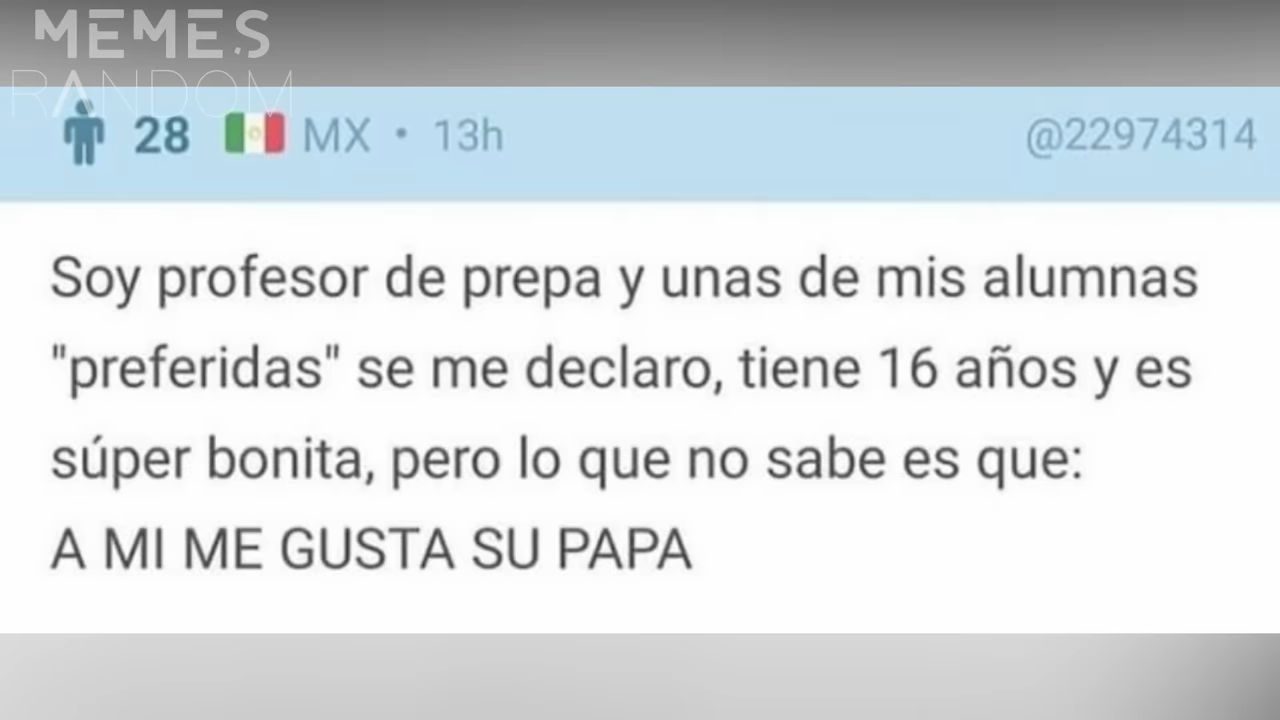 MEMES
RANDOM
28 MX • 13h @22974314
Soy profesor de prepa y unas de mis alumnas
"preferidas" se me declaro, tiene 16 años y es
súper bonita, pero lo que no sabe es que:
A MI ME GUSTA SU PAPA